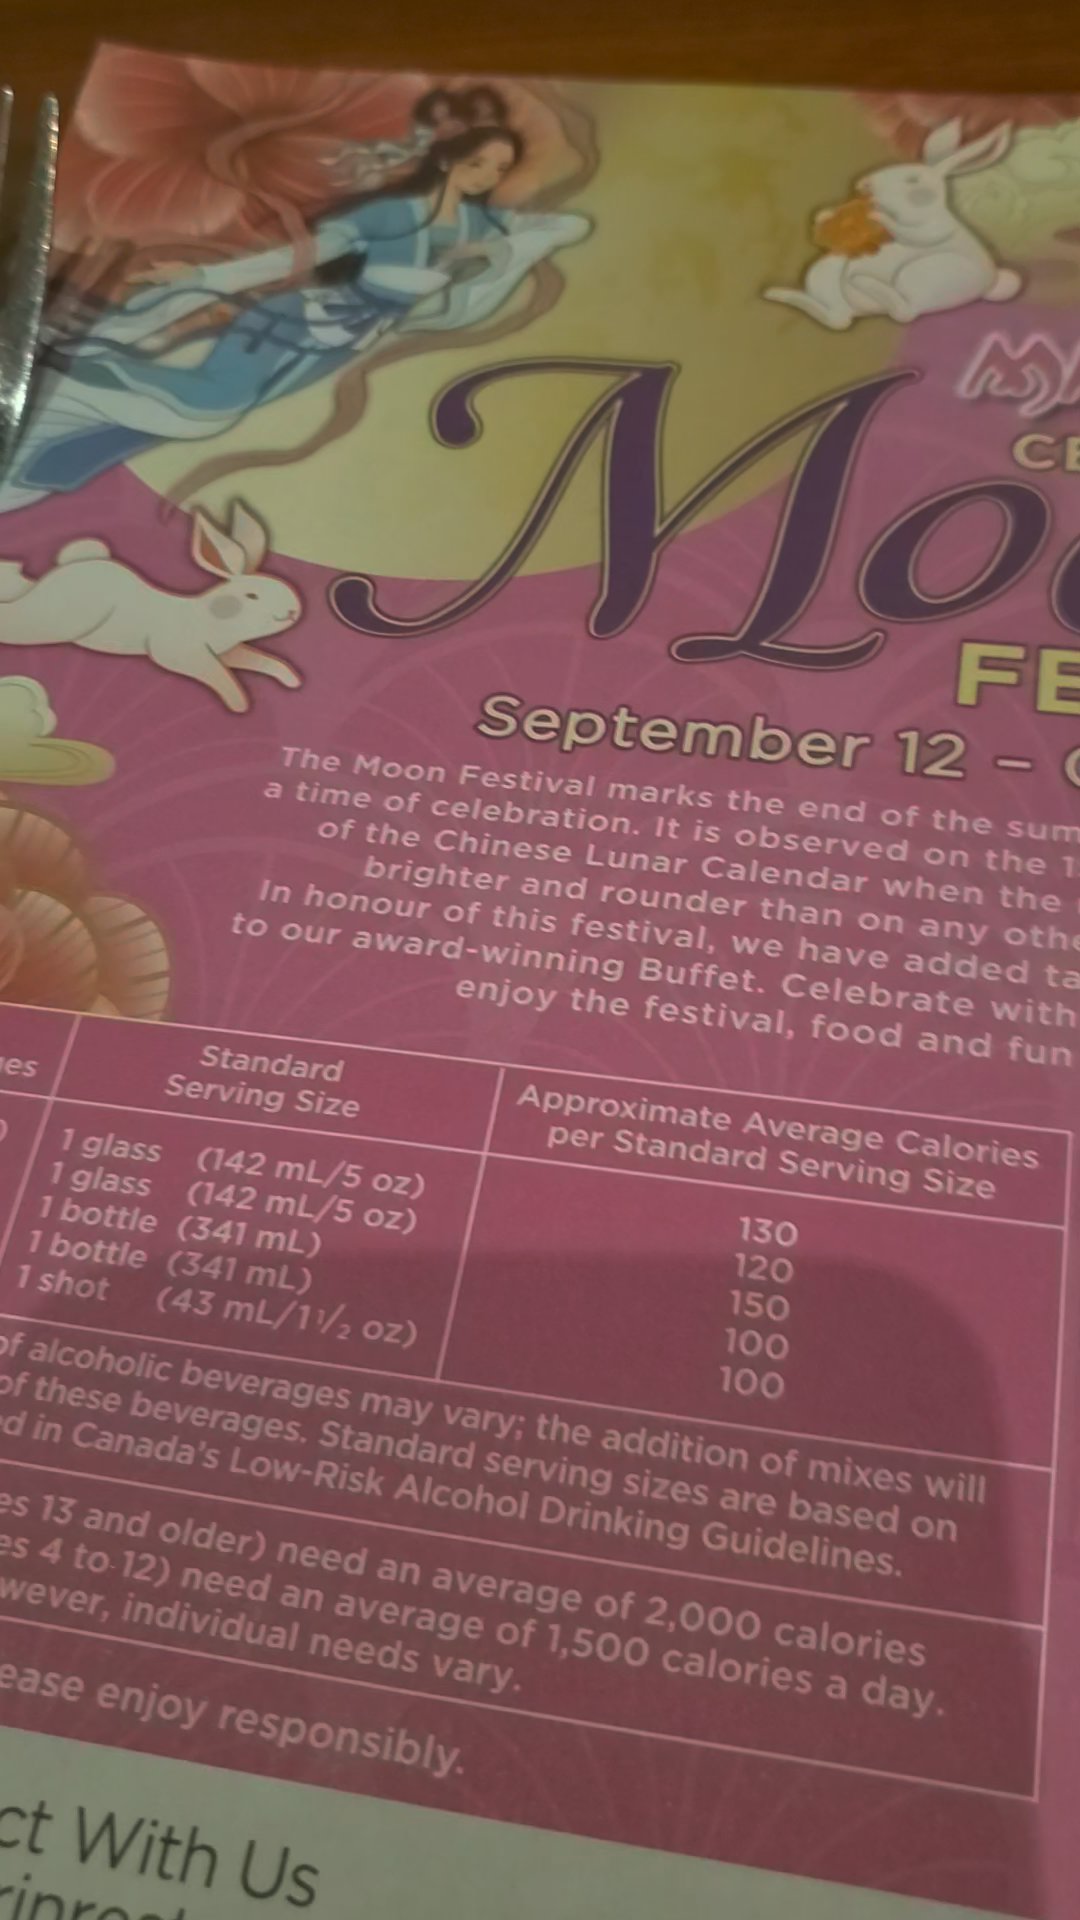 CE
Moo
FE
September 12 –
The Moon Festival marks the end of the sum
a time of celebration. It is observed on the 1
of the Chinese Lunar Calendar when the
brighter and rounder than on any othe
In honour of this festival, we have added ta
to our award-winning Buffet. Celebrate with
enjoy the festival, food and fun
Standard
Serving Size
Approximate Average Calories
per Standard Serving Size
1 glass (142 mL/5 oz) 130
1 glass (142 mL/5 oz) 120
1 bottle (341 mL) 150
1 bottle (341 mL) 100
1 shot (43 mL/1 1/2 oz) 100
of alcoholic beverages may vary; the addition of mixes will
of these beverages. Standard serving sizes are based on
ed in Canada's Low-Risk Alcohol Drinking Guidelines.
es 13 and older) need an average of 2,000 calories
es 4 to 12) need an average of 1,500 calories a day.
wever, individual needs vary.
ease enjoy responsibly.
ct With Us